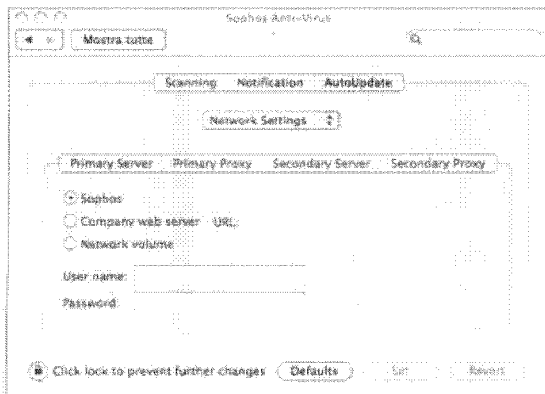 Sophos Anti-Virus
Mostra tutte
Scanning Notification AutoUpdate
Network Settings
Primary Server Primary Proxy Secondary Server Secondary Proxy
Sophos
Company web server URL:
Network volume
User name:
Password:
Click lock to prevent further changes Defaults Set Revert